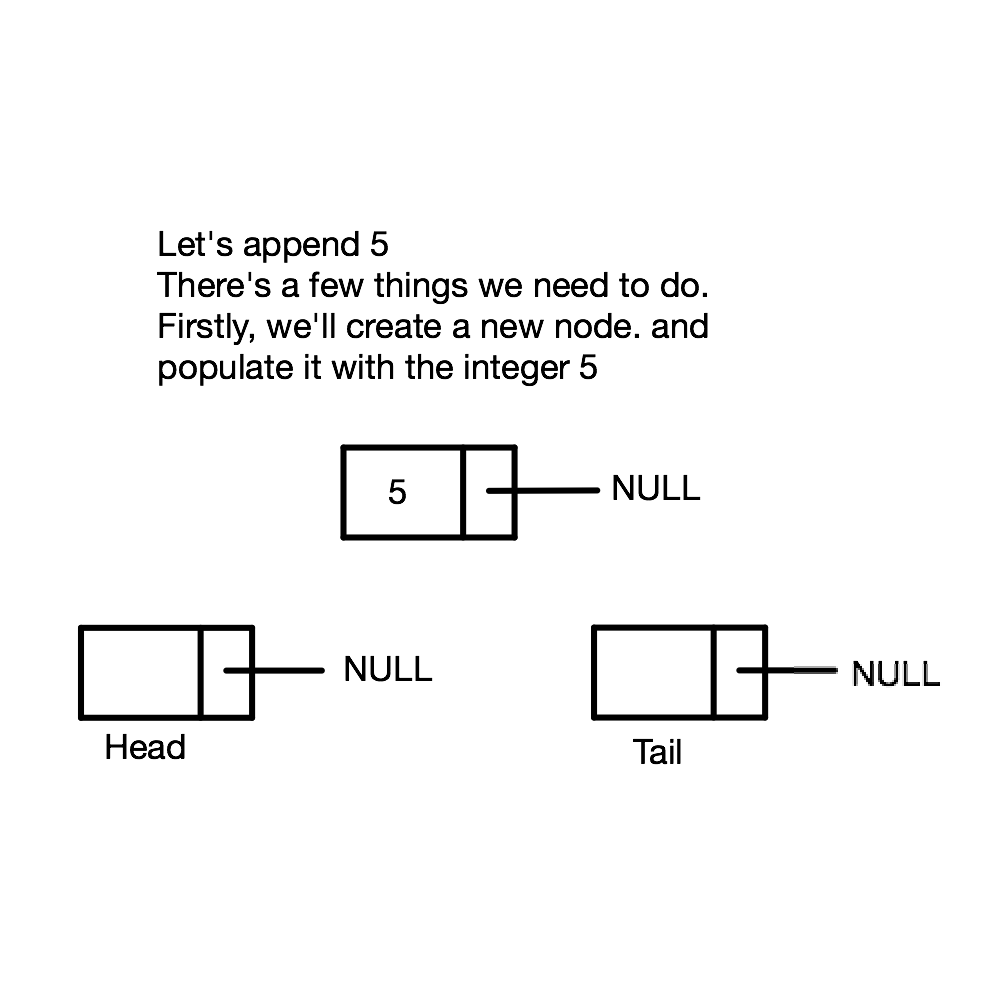 Let's append 5
There's a few things we need to do.
Firstly, we'll create a new node. and
populate it with the integer 5
5
NULL
NULL
NULL
Head
Tail